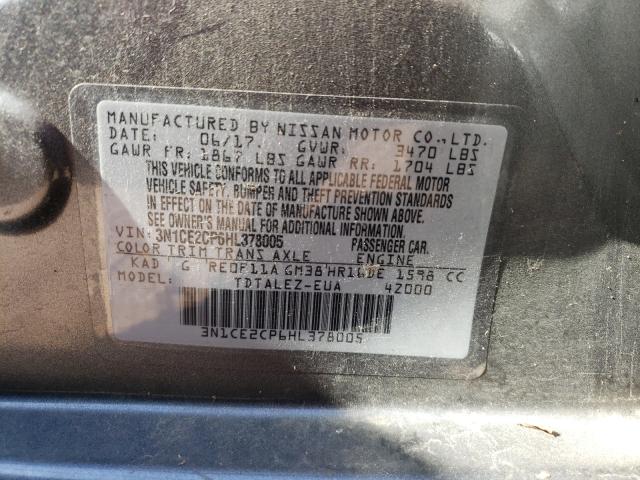 MANUFACTURED BY NISSAN MOTOR CO.,LTD.
DATE: 06/17. GVWR: 3470 LBS
GAWR FR: 1867 LBS GAWR RR: 1704 LBS
THIS VEHICLE CONFORMS TO ALL APPLICABLE FEDERAL MOTOR
VEHICLE SAFETY, BUMPER AND THEFT PREVENTION STANDARDS
IN EFFECT ON THE DATE OF MANUFACTURE SHOWN ABOVE.
SEE OWNER'S MANUAL FOR ADDITIONAL INFORMATION.
VIN: 3N1CE2CP6HL378005 PASSENGER CAR.
COLOR TRIM TRANS AXLE ENGINE
KAD G RE0F11A GM38 HR16DE 1598 CC
MODEL: TDTALEZ-EUA 42000
3N1CE2CP6HL378005